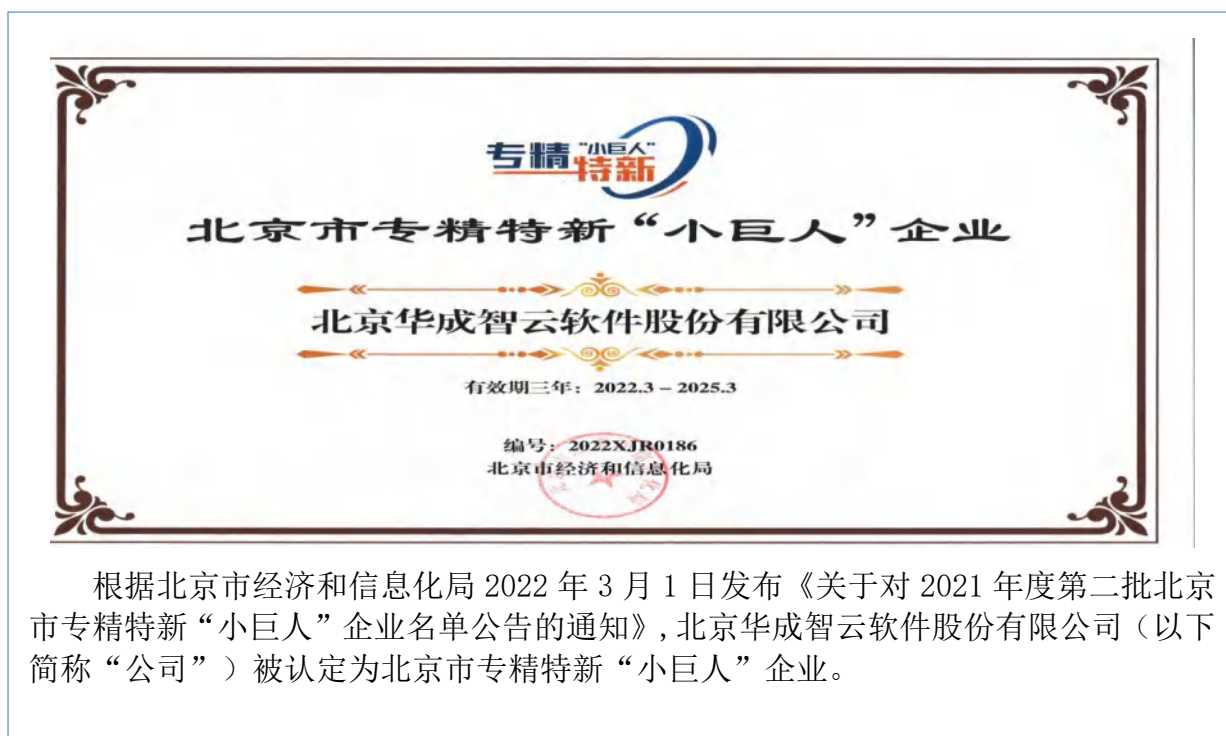 专精特新“小巨人”
北京市专精特新“小巨人”企业
北京华成智云软件股份有限公司
有效期三年：2022.3－2025.3
编号：2022XJR0186
北京市经济和信息化局
根据北京市经济和信息化局 2022 年 3 月 1 日发布《关于对 2021 年度第二批北京
市专精特新“小巨人”企业名单公告的通知》,北京华成智云软件股份有限公司（以下
简称“公司”）被认定为北京市专精特新“小巨人”企业。